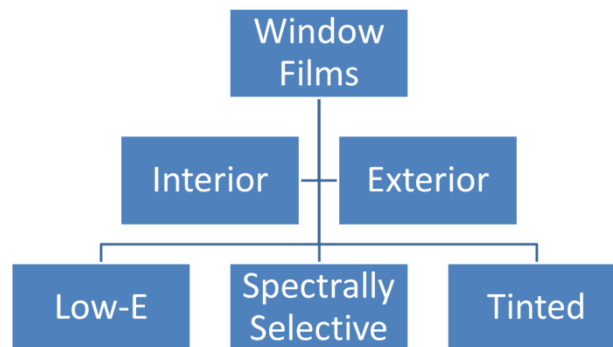 Window
Films
Interior
Exterior
Low-E
Spectrally
Selective
Tinted